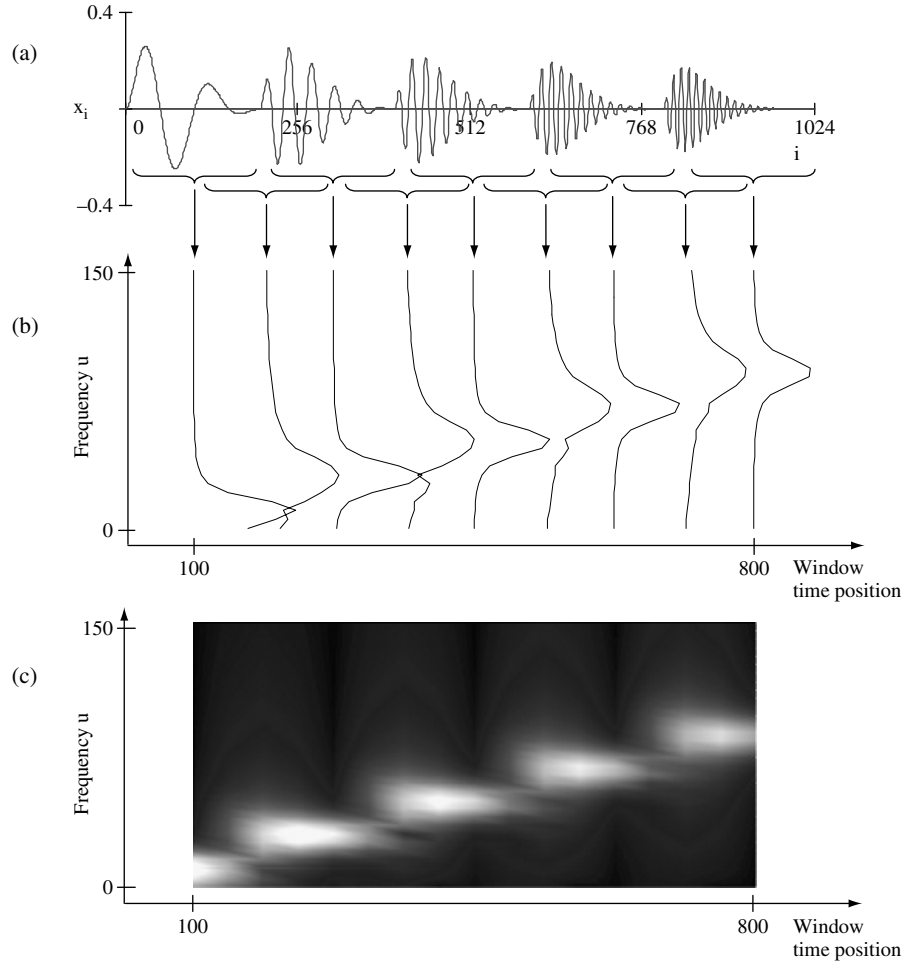 0.4
(a)
x_i
0 256 512 768 1024
i
–0.4
150
(b)
Frequency u
0
100 800 Window
time position
150
(c)
Frequency u
0
100 800 Window
time position